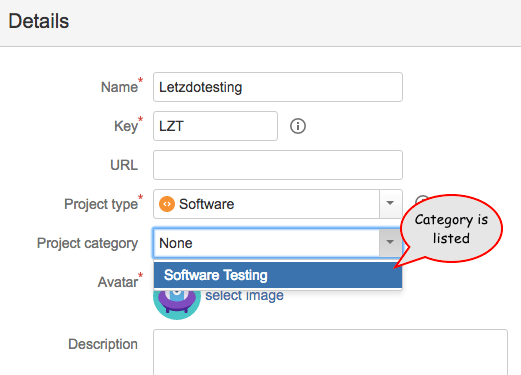 Details
Name*
Letzdotesting
Key*
LZT
URL
Project type*
Software
Category is
listed
Project category
None
Software Testing
Avatar*
select image
Description